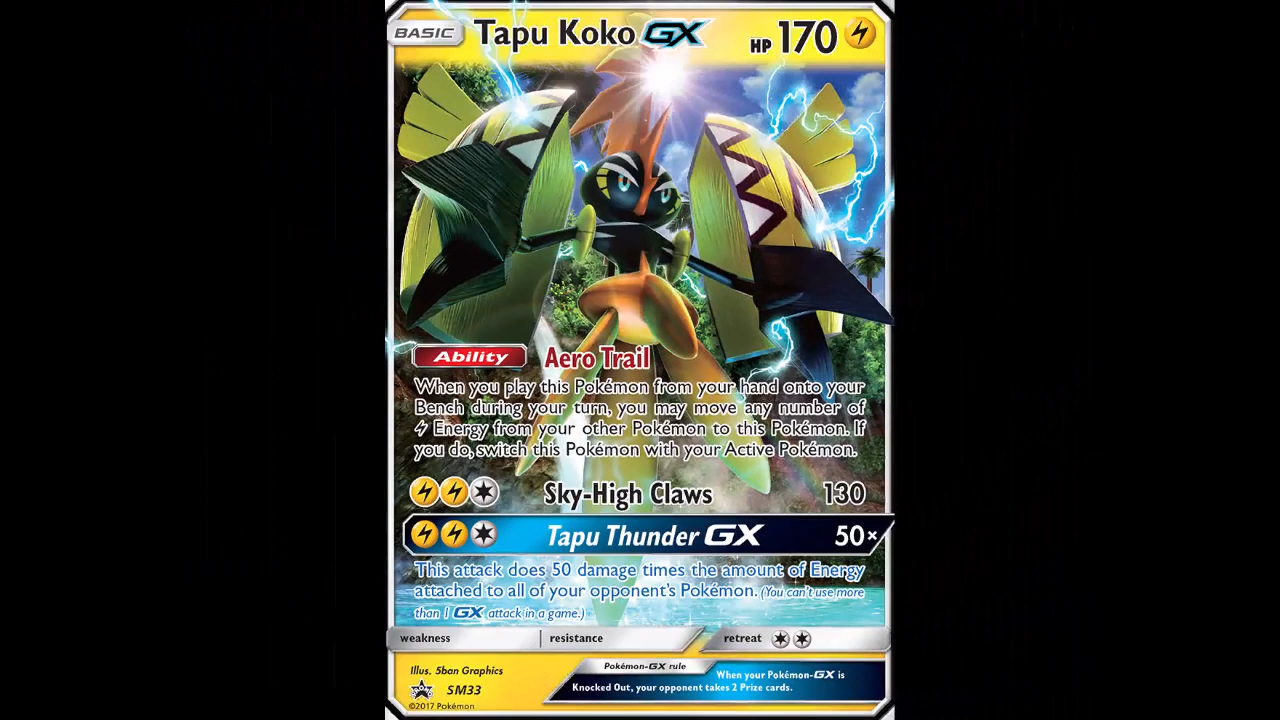 BASIC Tapu Koko GX HP 170
Ability Aero Trail
When you play this Pokémon from your hand onto your
Bench during your turn, you may move any number of
Energy from your other Pokémon to this Pokémon. If
you do, switch this Pokémon with your Active Pokémon.
Sky-High Claws 130
Tapu Thunder GX 50×
This attack does 50 damage times the amount of Energy
attached to all of your opponent's Pokémon. (You can't use more
than 1 GX attack in a game.)
weakness resistance retreat
Illus. 5ban Graphics
Pokémon-GX rule
When your Pokémon-GX is
Knocked Out, your opponent takes 2 Prize cards.
SM33
©2017 Pokémon